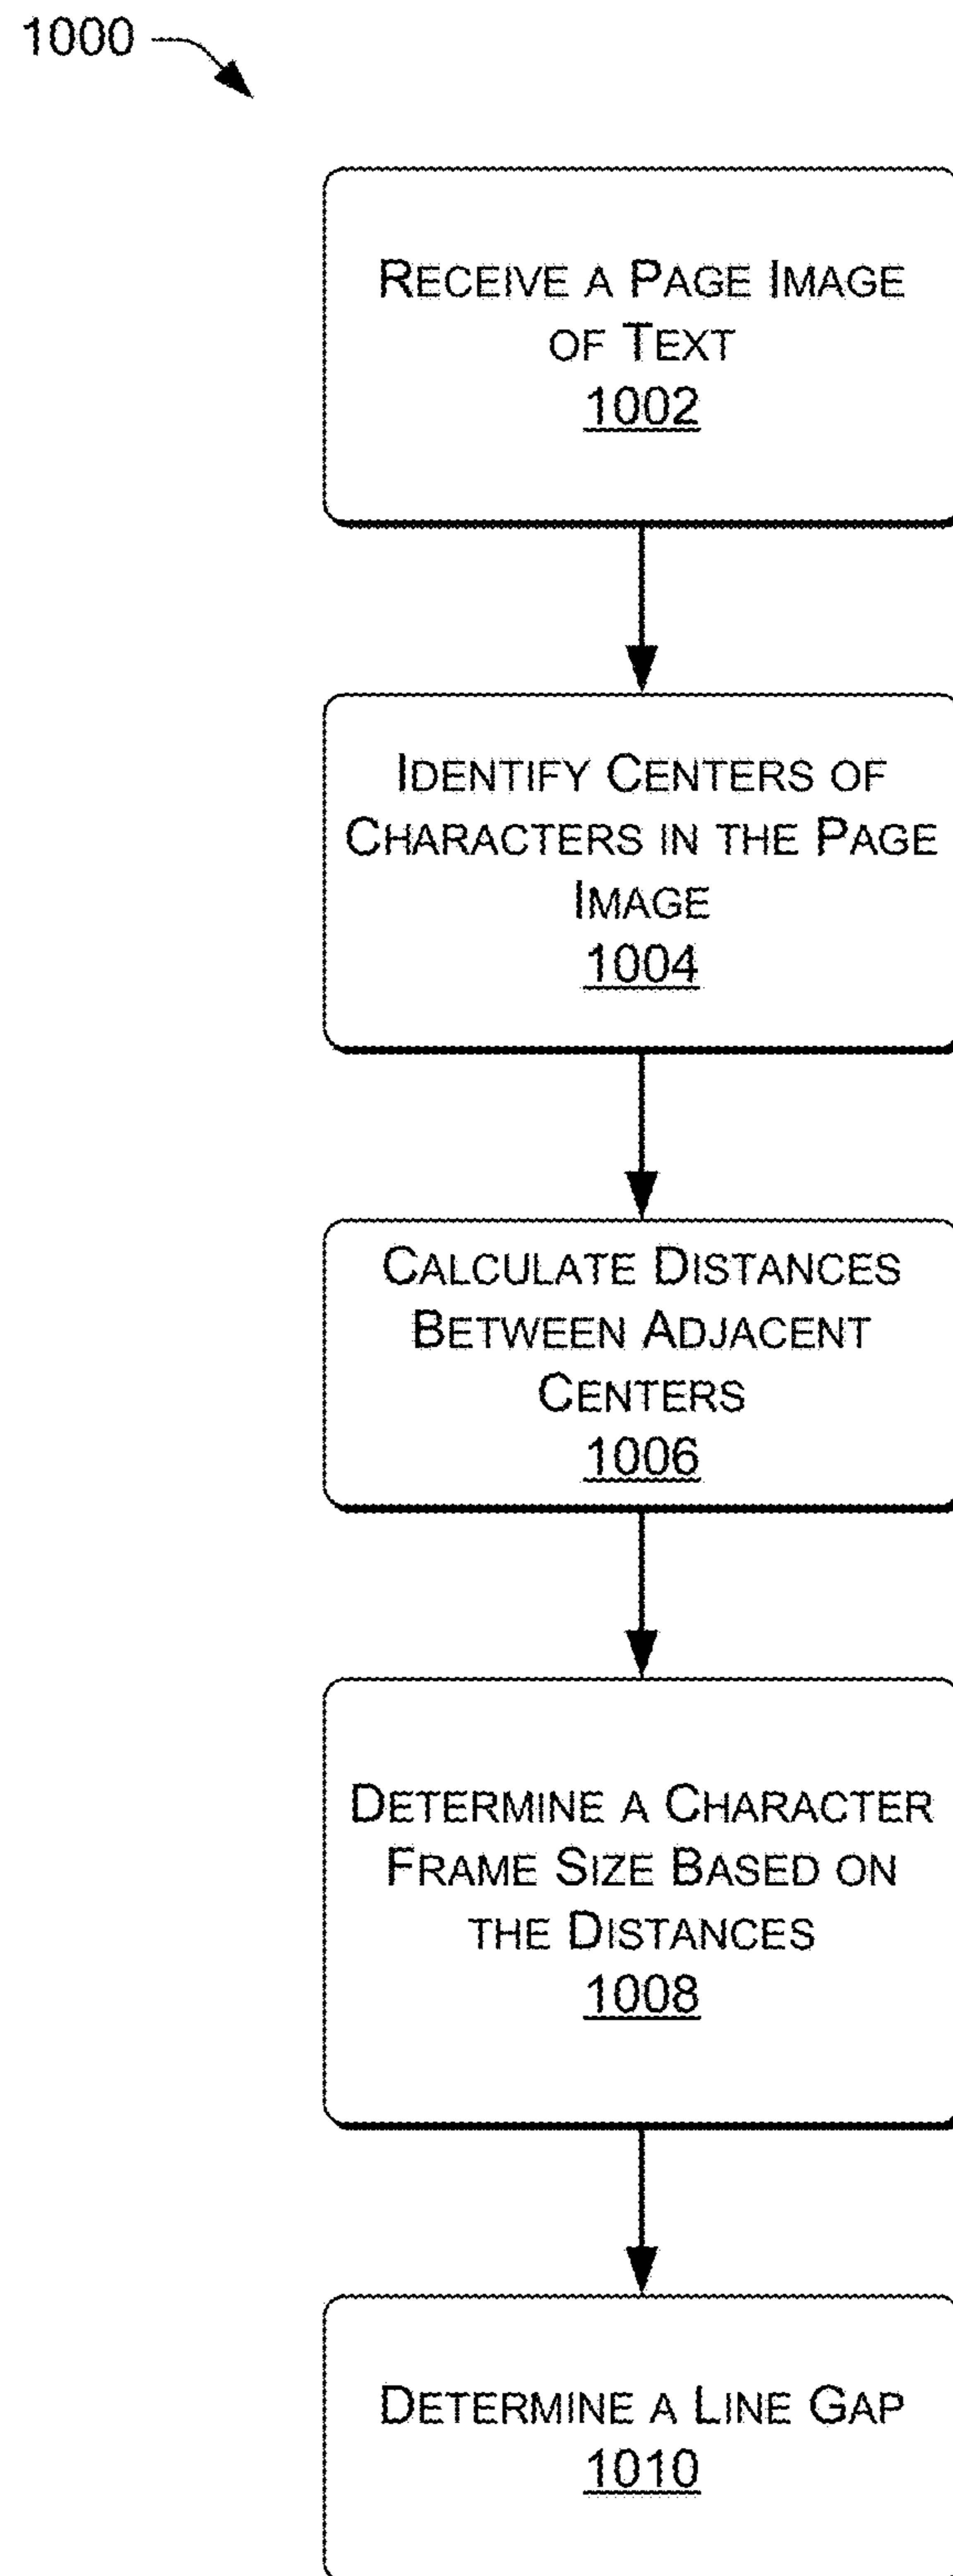 1000
RECEIVE A PAGE IMAGE
OF TEXT
1002
IDENTIFY CENTERS OF
CHARACTERS IN THE PAGE
IMAGE
1004
CALCULATE DISTANCES
BETWEEN ADJACENT
CENTERS
1006
DETERMINE A CHARACTER
FRAME SIZE BASED ON
THE DISTANCES
1008
DETERMINE A LINE GAP
1010